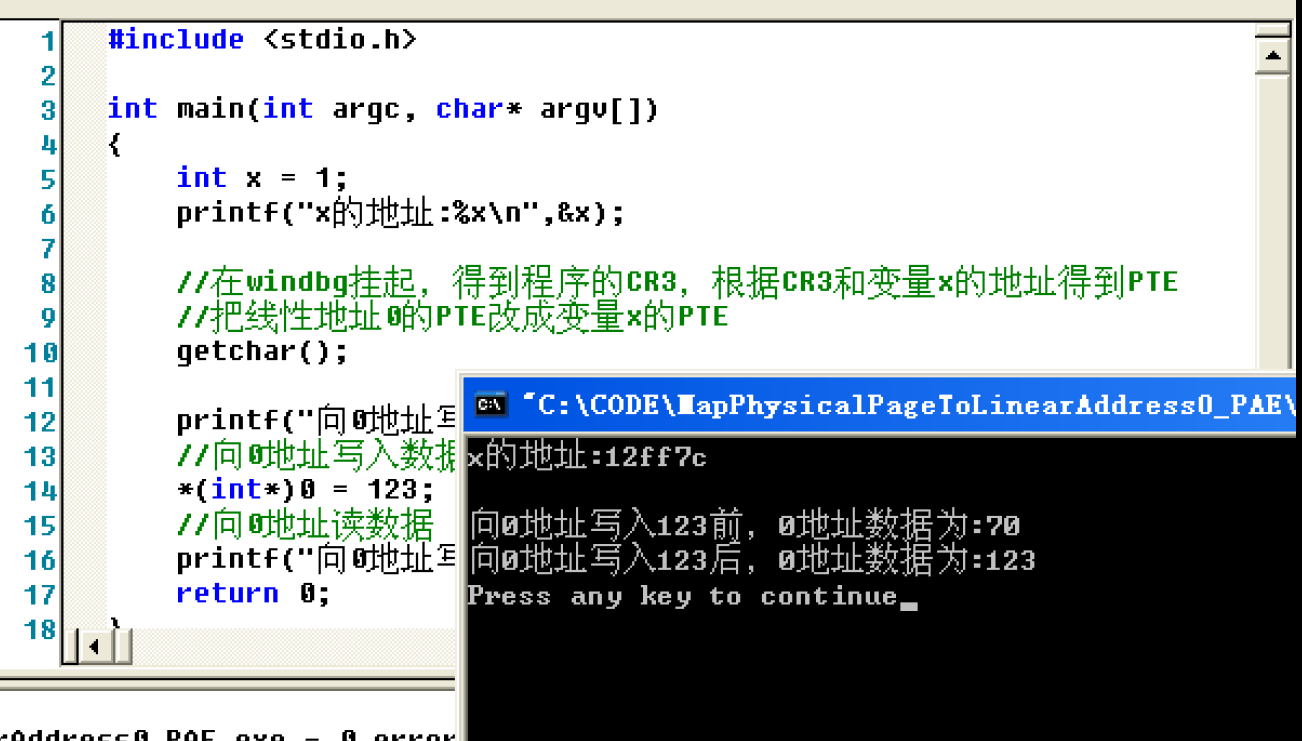 1 #include <stdio.h>
2
3 int main(int argc, char* argv[])
4 {
5 int x = 1;
6 printf("x的地址:%x\n",&x);
7
8 //在windbg挂起，得到程序的CR3，根据CR3和变量x的地址得到PTE
9 //把线性地址0的PTE改成变量x的PTE
10 getchar();
11
12 printf("向0地址写
13 //向0地址写入数据
14 *(int*)0 = 123;
15 //向0地址读数据
16 printf("向0地址写
17 return 0;
18 }
"C:\CODE\MapPhysicalPageToLinearAddress0_PAE\
x的地址:12ff7c
向0地址写入123前，0地址数据为:70
向0地址写入123后，0地址数据为:123
Press any key to continue_
rAddress0_PAE.exe - 0 error